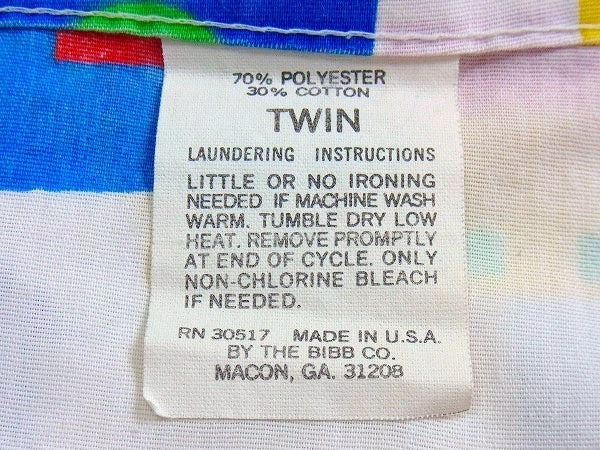 70% POLYESTER
30% COTTON
TWIN
LAUNDERING INSTRUCTIONS
LITTLE OR NO IRONING
NEEDED IF MACHINE WASH
WARM. TUMBLE DRY LOW
HEAT. REMOVE PROMPTLY
AT END OF CYCLE. ONLY
NON-CHLORINE BLEACH
IF NEEDED.
RN 30517 MADE IN U.S.A.
BY THE BIBB CO.
MACON, GA. 31208